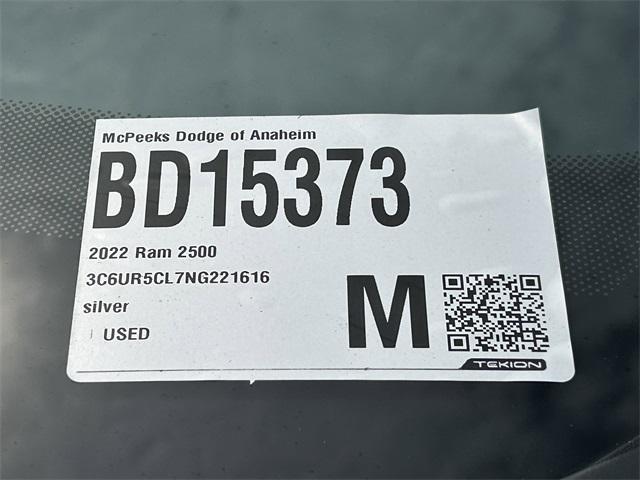 McPeeks Dodge of Anaheim
BD15373
2022 Ram 2500
3C6UR5CL7NG221616
silver
USED
M
TEKION